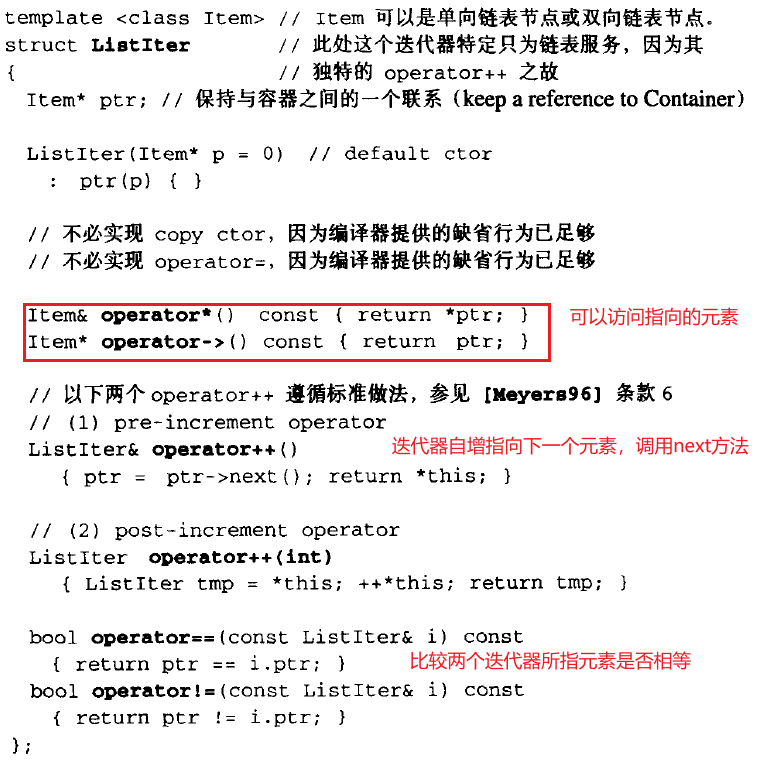 template <class Item> // Item 可以是单向链表节点或双向链表节点。
struct ListIter // 此处这个迭代器特定只为链表服务，因为其
{ // 独特的 operator++ 之故
Item* ptr; // 保持与容器之间的一个联系（keep a reference to Container）
ListIter(Item* p = 0) // default ctor
: ptr(p) { }
// 不必实现 copy ctor，因为编译器提供的缺省行为已足够
// 不必实现 operator=，因为编译器提供的缺省行为已足够
Item& operator*() const { return *ptr; } 可以访问指向的元素
Item* operator->() const { return ptr; }
// 以下两个 operator++ 遵循标准做法，参见 [Meyers96] 条款 6
// (1) pre-increment operator
ListIter& operator++() 迭代器自增指向下一个元素，调用next方法
{ ptr = ptr->next(); return *this; }
// (2) post-increment operator
ListIter operator++(int)
{ ListIter tmp = *this; ++*this; return tmp; }
bool operator==(const ListIter& i) const
{ return ptr == i.ptr; } 比较两个迭代器所指元素是否相等
bool operator!=(const ListIter& i) const
{ return ptr != i.ptr; }
};